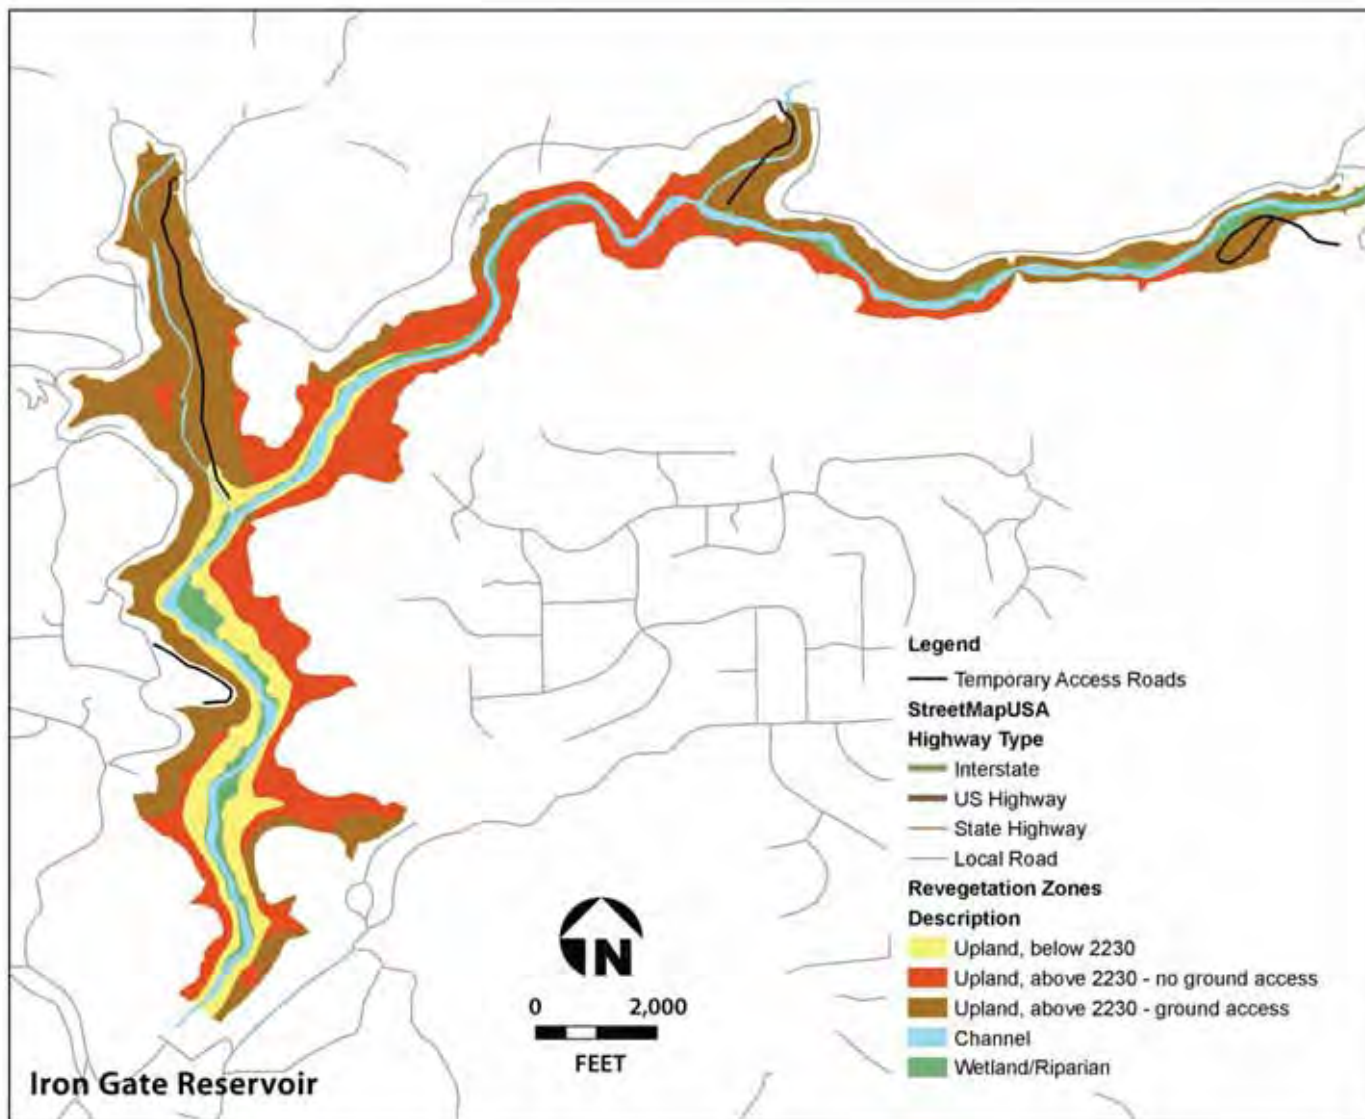 Legend
Temporary Access Roads
StreetMapUSA
Highway Type
Interstate
US Highway
State Highway
Local Road
Revegetation Zones
Description
Upland, below 2230
Upland, above 2230 - no ground access
Upland, above 2230 - ground access
Channel
Wetland/Riparian
N
0 2,000
FEET
Iron Gate Reservoir